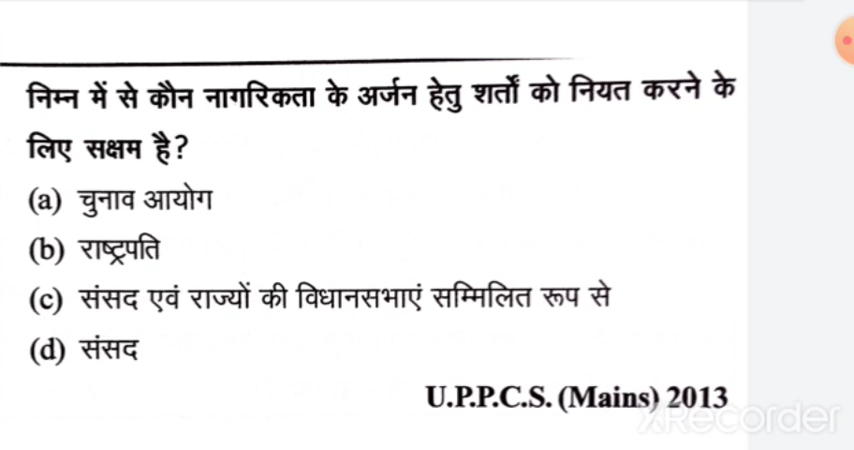 निम्न में से कौन नागरिकता के अर्जन हेतु शर्तों को नियत करने के
लिए सक्षम है?
(a) चुनाव आयोग
(b) राष्ट्रपति
(c) संसद एवं राज्यों की विधानसभाएं सम्मिलित रूप से
(d) संसद
U.P.P.C.S. (Mains) 2013
XRecorder